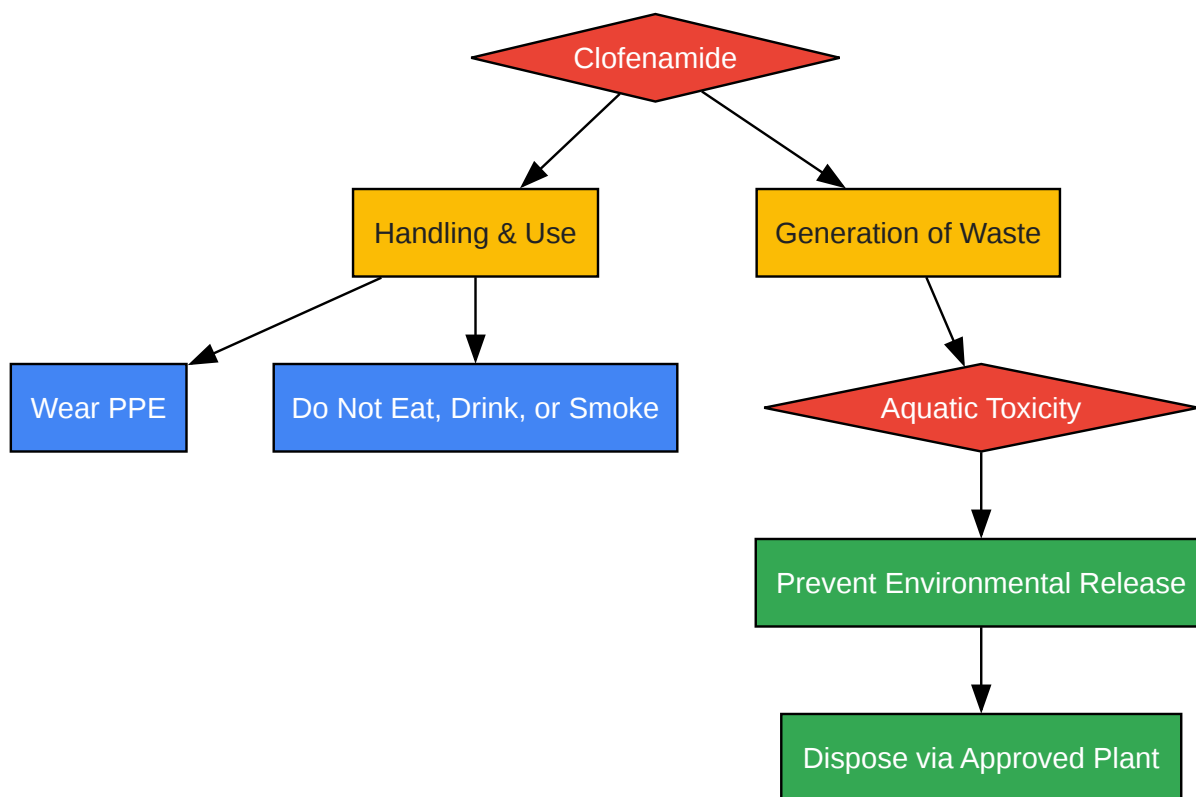 Clofenamide
Handling & Use
Generation of Waste
Wear PPE
Do Not Eat, Drink, or Smoke
Aquatic Toxicity
Prevent Environmental Release
Dispose via Approved Plant